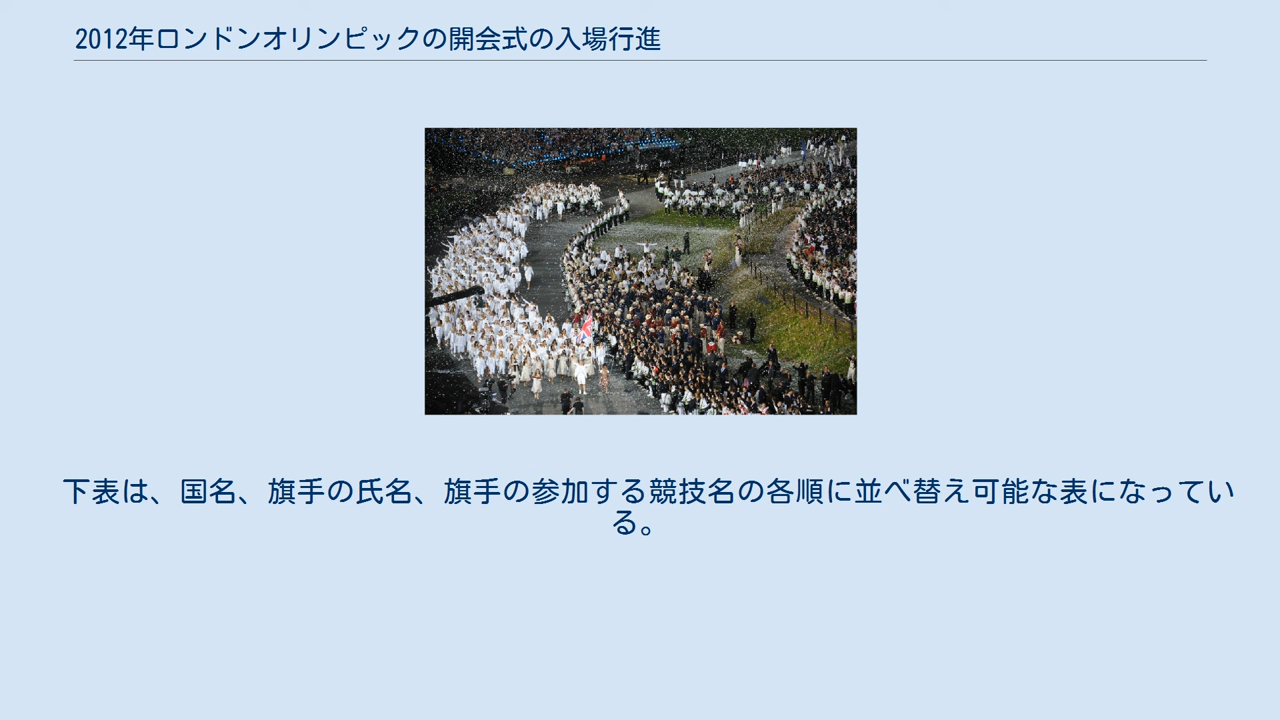 2012年ロンドンオリンピックの開会式の入場行進
下表は、国名、旗手の氏名、旗手の参加する競技名の各順に並べ替え可能な表になってい
る。